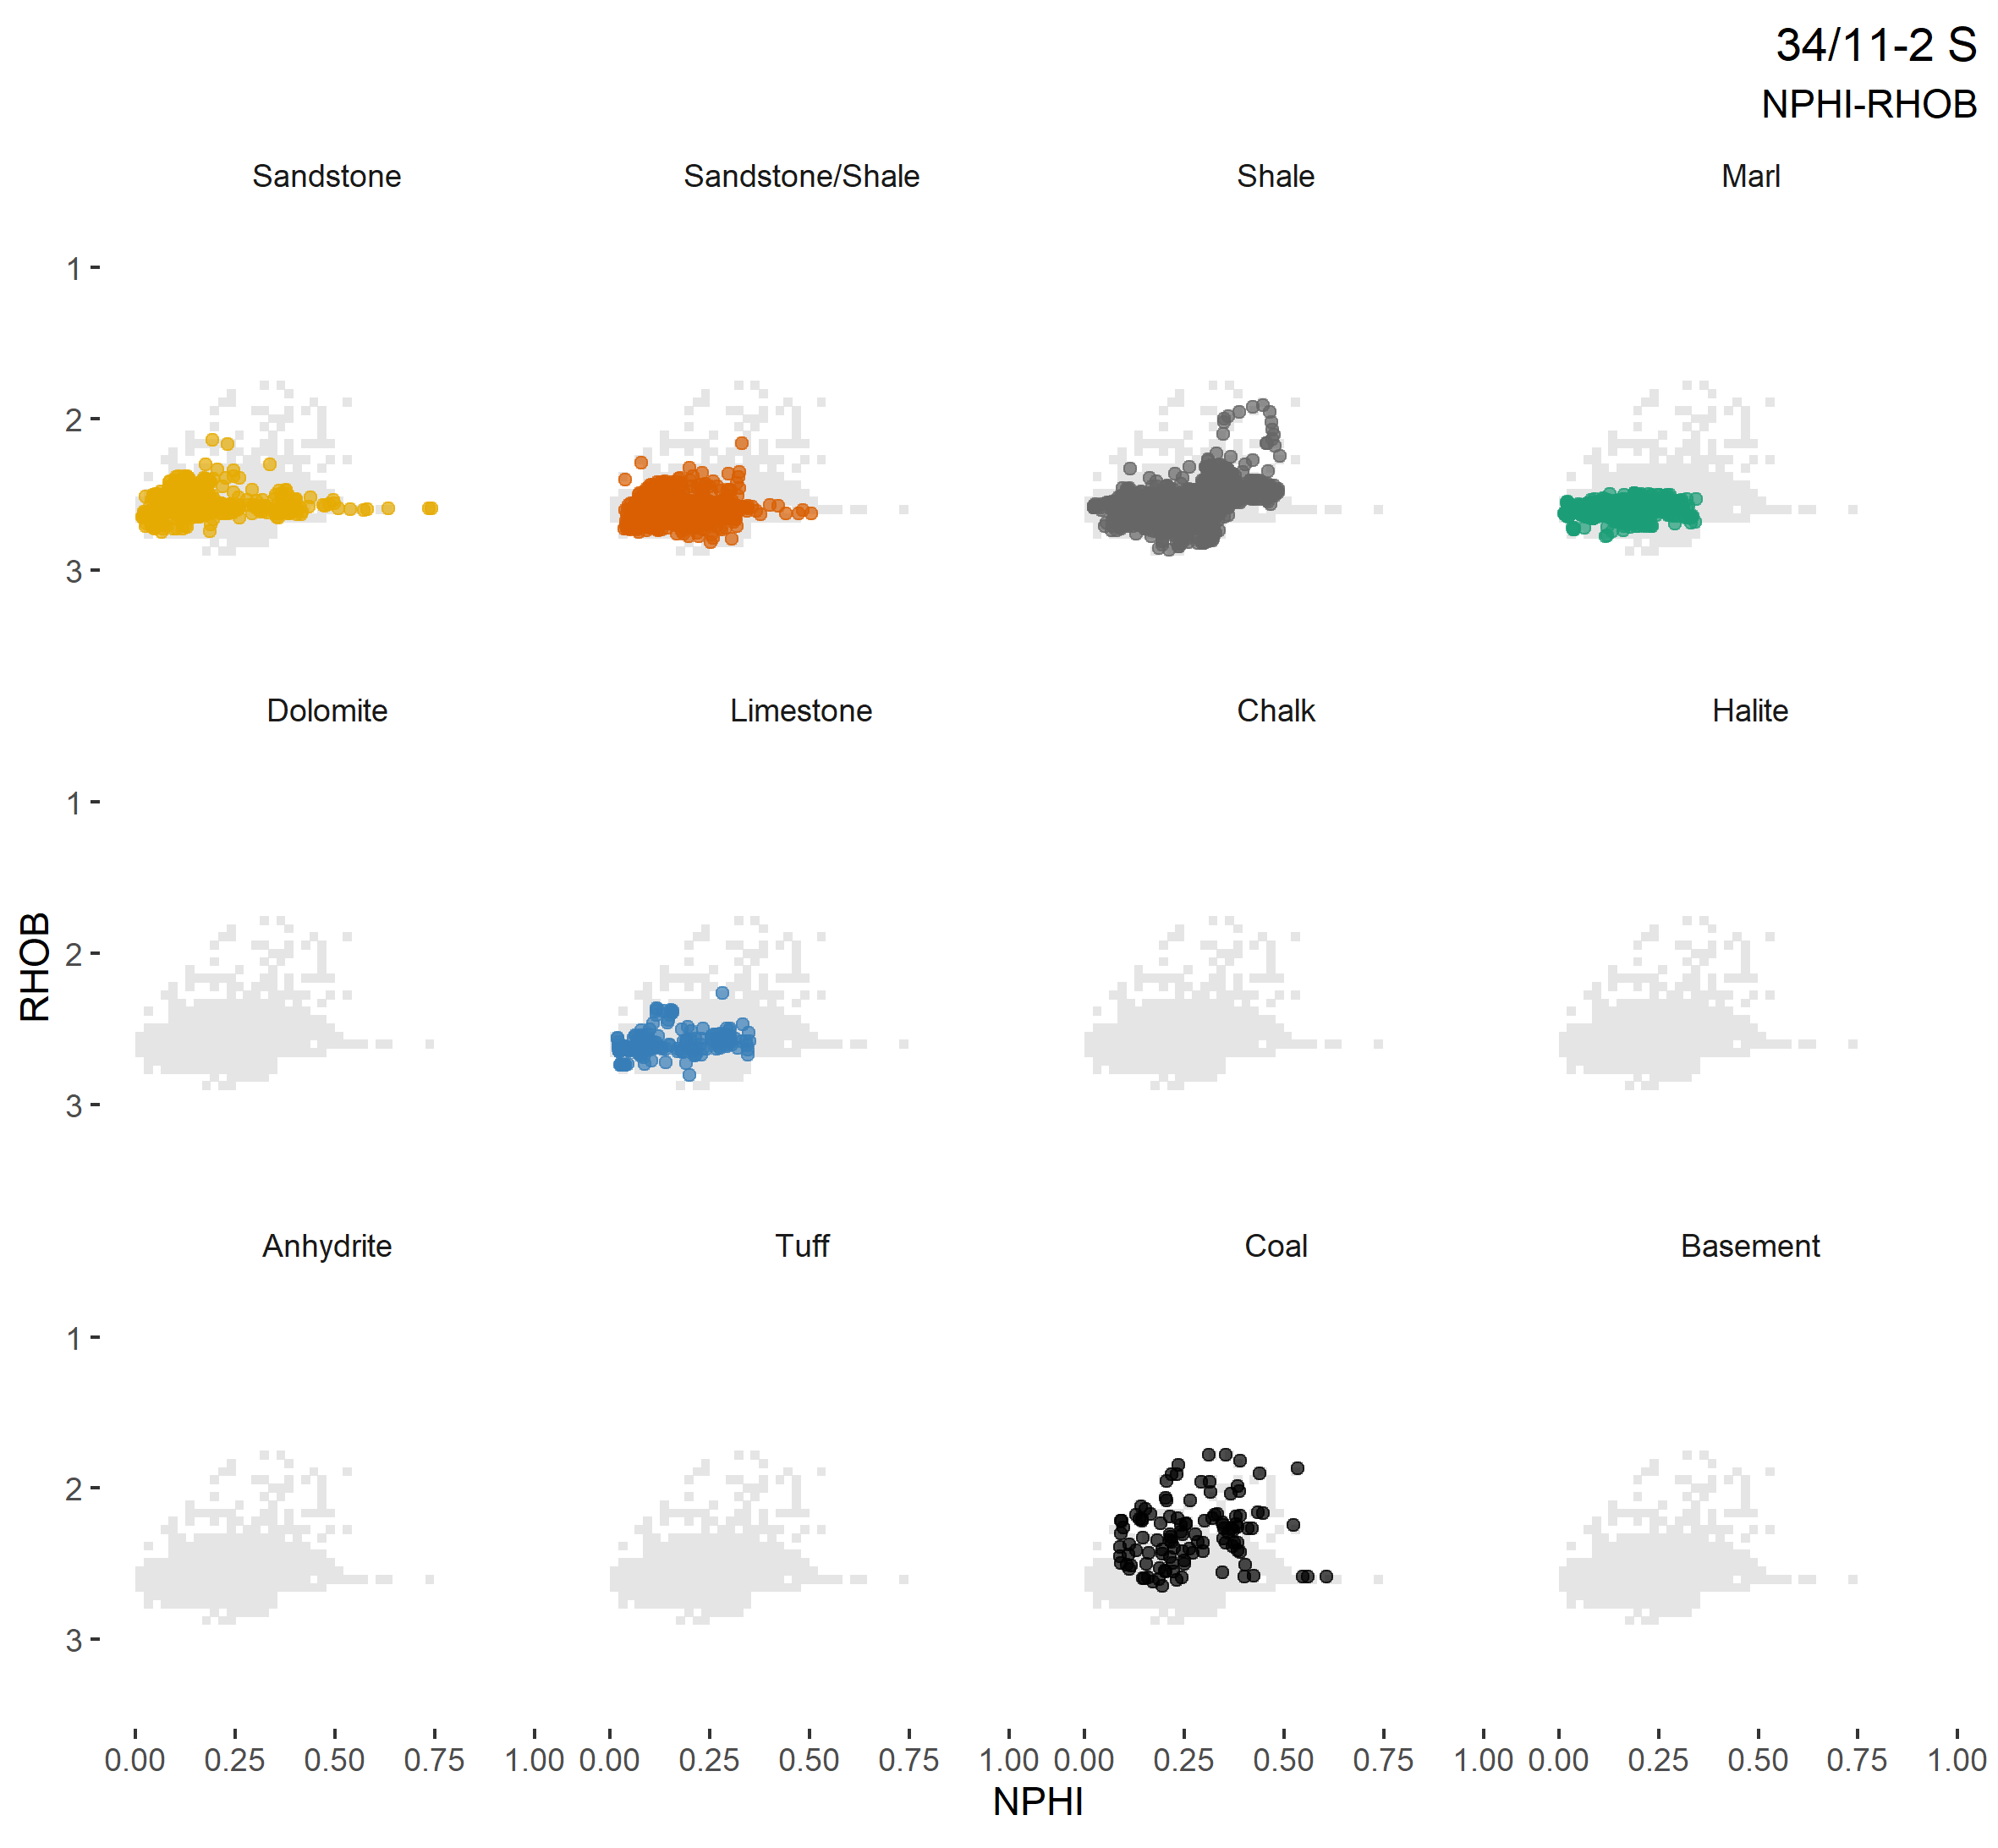 34/11-2 S
NPHI-RHOB
Sandstone Sandstone/Shale Shale Marl
1
2
3
Dolomite Limestone Chalk Halite
1
2
3
RHOB
Anhydrite Tuff Coal Basement
1
2
3
0.00 0.25 0.50 0.75 1.00 0.00 0.25 0.50 0.75 1.00 0.00 0.25 0.50 0.75 1.00 0.00 0.25 0.50 0.75 1.00
NPHI